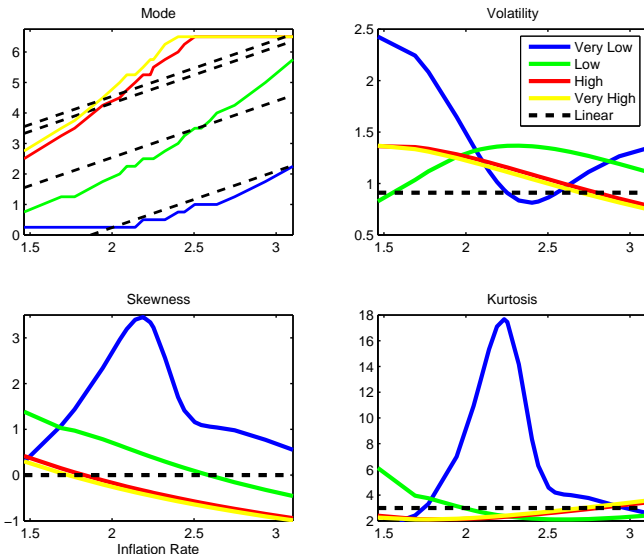 Mode
6
5
4
3
2
1
0
1.5 2 2.5 3
Volatility
2.5
2
1.5
1
0.5
1.5 2 2.5 3
Very Low
Low
High
Very High
Linear
Skewness
3
2
1
0
−1
1.5 2 2.5 3
Inflation Rate
Kurtosis
18
16
14
12
10
8
6
4
2
1.5 2 2.5 3